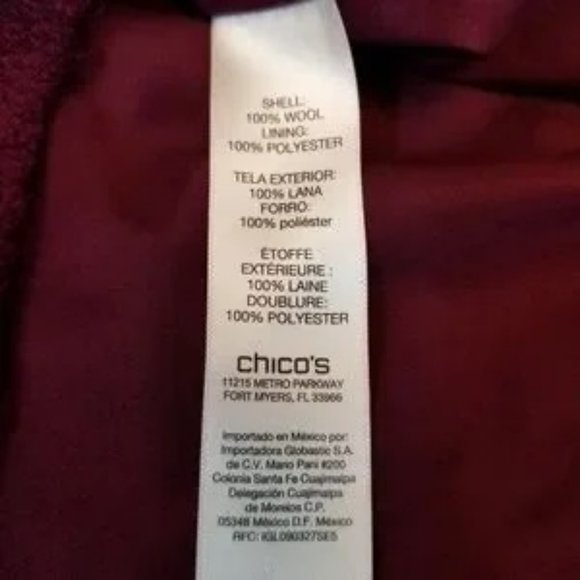 SHELL:
100% WOOL
LINING:
100% POLYESTER
TELA EXTERIOR:
100% LANA
FORRO:
100% poliéster
ÉTOFFE
EXTÉRIEURE :
100% LAINE
DOUBLURE:
100% POLYESTER
chico's
11215 METRO PARKWAY
FORT MYERS, FL 33966
Importado en México por:
Importadora Globastic S.A.
de C.V. Mario Pani #200
Colonia Santa Fe Cuajimalpa
Delegación Cuajimalpa
de Morelos C.P.
05348 México D.F. México
RFC: IGL090327SE5